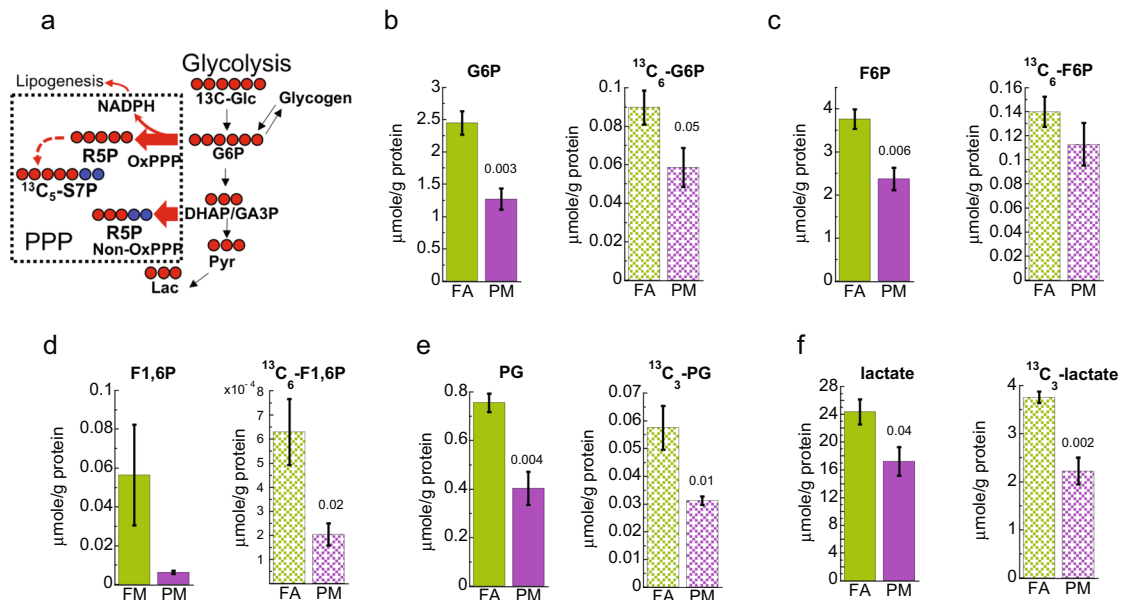 a
Glycolysis
Lipogenesis
NADPH
13C-Glc
Glycogen
R5P
OxPPP
G6P
13C5-S7P
DHAP/GA3P
R5P
PPP
Non-OxPPP
Pyr
Lac
b
G6P
µmole/g protein
3
2.5
2
1.5
1
0.5
0
0.003
FA PM
13C6-G6P
µmole/g protein
0.1
0.08
0.06
0.04
0.02
0
0.05
FA PM
c
F6P
µmole/g protein
4
3
2
1
0
0.006
FA PM
13C6-F6P
µmole/g protein
0.16
0.14
0.12
0.1
0.08
0.06
0.04
0.02
0
FA PM
d
F1,6P
µmole/g protein
0.1
0.08
0.06
0.04
0.02
0
FM PM
13C6-F1,6P
x10-4
µmole/g protein
8
7
6
5
4
3
2
1
0.02
FA PM
e
PG
µmole/g protein
0.8
0.6
0.4
0.2
0
0.004
FA PM
13C3-PG
µmole/g protein
0.07
0.06
0.05
0.04
0.03
0.02
0.01
0
0.01
FA PM
f
lactate
µmole/g protein
28
24
20
16
12
8
4
0
0.04
FA PM
13C3-lactate
µmole/g protein
4
3
2
1
0
0.002
FA PM